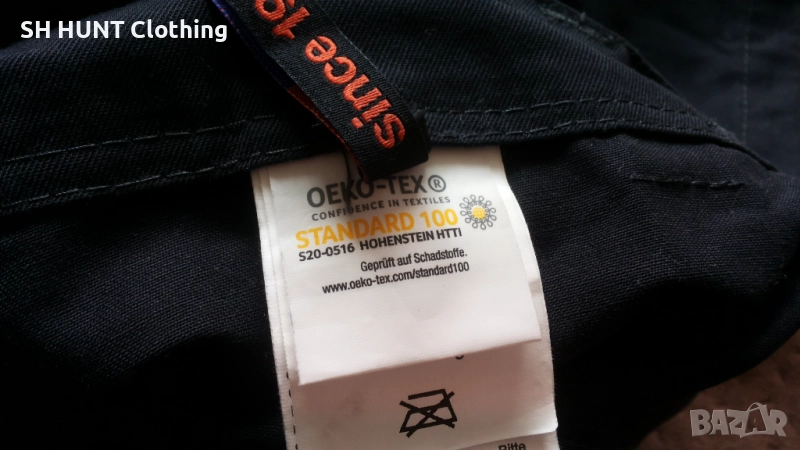 SH HUNT Clothing
Since 19
OEKO-TEX®
CONFIDENCE IN TEXTILES
STANDARD 100
S20-0516 HOHENSTEIN HTTI
Geprüft auf Schadstoffe.
www.oeko-tex.com/standard100
Bitte
BAZAR